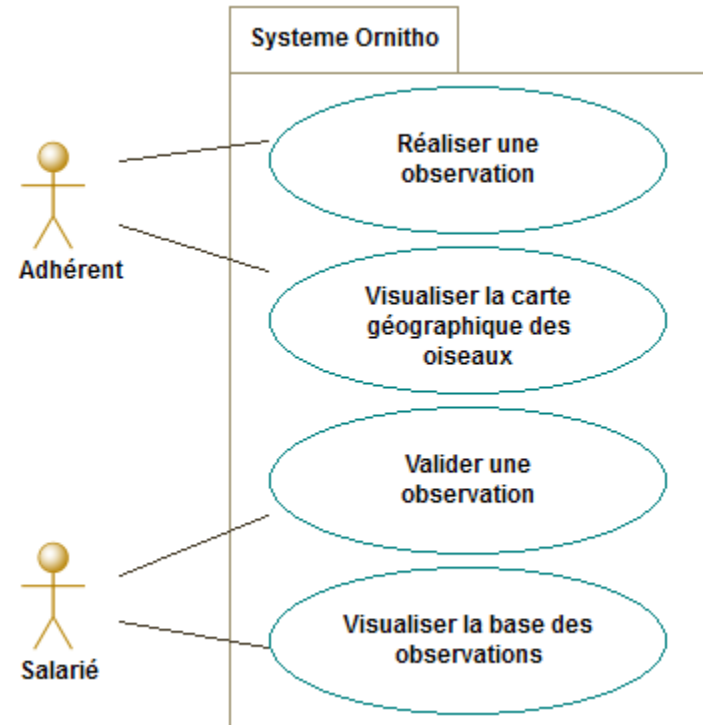 Systeme Ornitho
Réaliser une
observation
Adhérent
Visualiser la carte
géographique des
oiseaux
Valider une
observation
Salarié
Visualiser la base des
observations